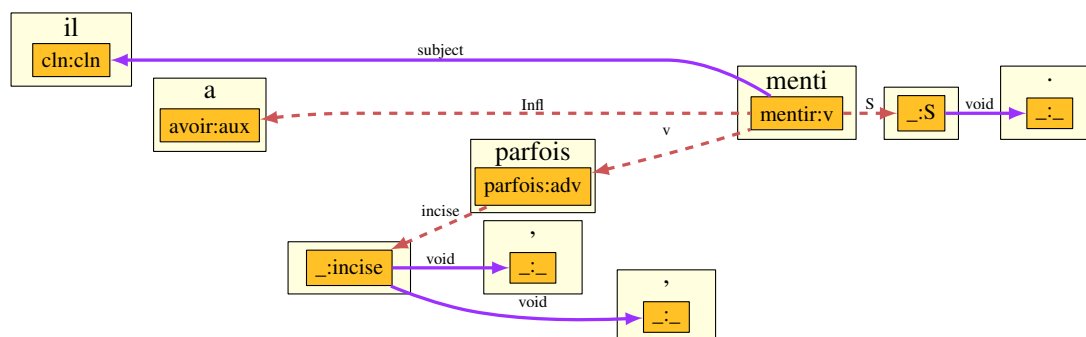 il
cln:cln
subject
a
avoir:aux
Infl
menti
mentir:v
S
_:S
void
.
_:_
v
parfois
parfois:adv
incise
_:incise
void
,
_:_
void
,
_:_